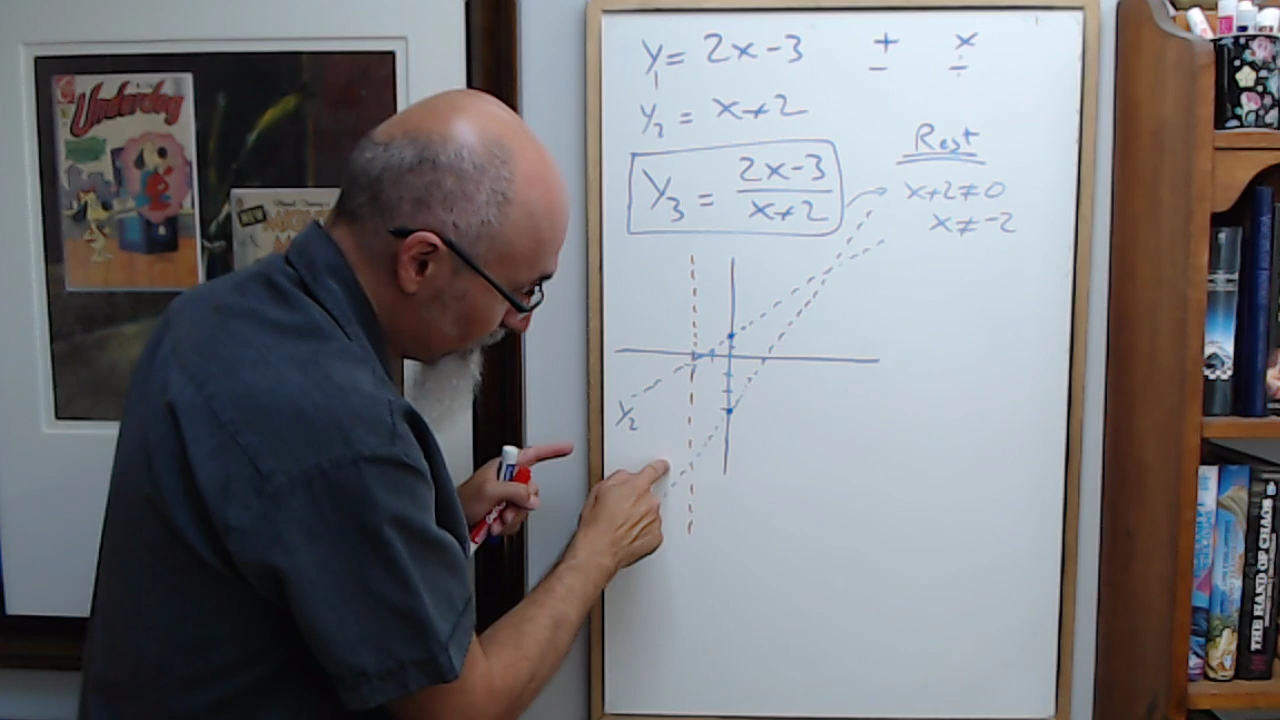 y₁ = 2x-3
+
-
×
÷
y₂ = x+2
Rest
y₃ = 2x-3 / x+2
x+2≠0
x≠-2
y₂
Underdog
NEW
THE HAND OF CHAOS